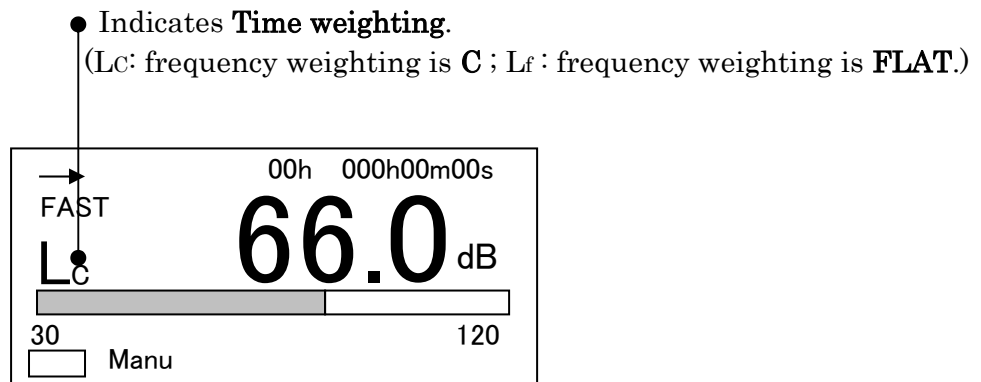 Indicates Time weighting.
(LC: frequency weighting is C ; Lf : frequency weighting is FLAT.)
00h 000h00m00s
FAST
66.0 dB
LC
30 120
Manu